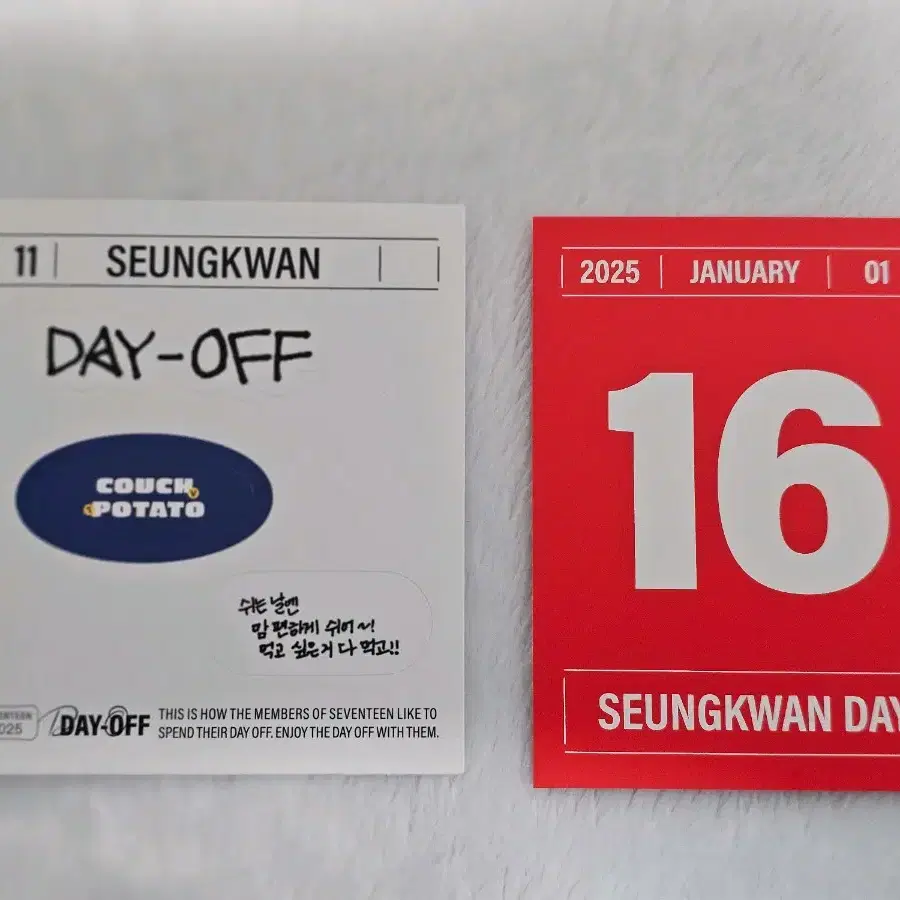 11 SEUNGKWAN
DAY-OFF
COUCH
POTATO
쉬는 날엔
맘 편하게 쉬어~!
먹고 싶은거 다 먹고!!
025
DAY-OFF
THIS IS HOW THE MEMBERS OF SEVENTEEN LIKE TO
SPEND THEIR DAY OFF. ENJOY THE DAY OFF WITH THEM.
2025 JANUARY 01
16
SEUNGKWAN DAY